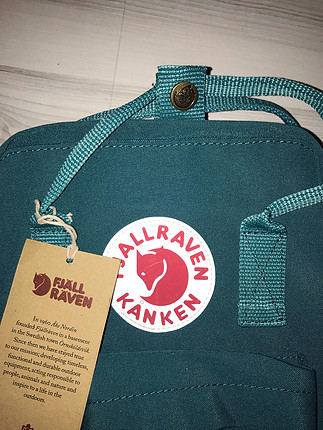 FJÄLLRÄVEN
KÅNKEN
FJÄLL
RÄVEN
In 1960 Åke Nordin
founded Fjällräven in a basement
in the Swedish town Örnsköldsvik.
Since then we have stayed true
to our mission; developing timeless,
functional and durable outdoor
equipment, acting responsibly to
people, animals and nature and
inspire to a life in the
outdoors.